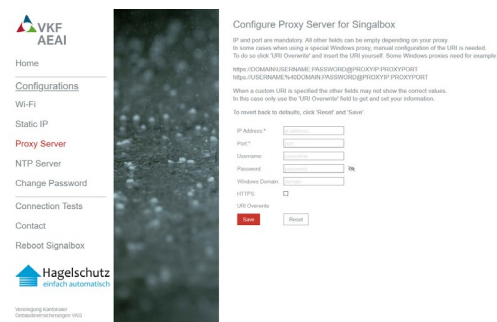 VKF
AEAI
Home
Configurations
Wi-Fi
Static IP
Proxy Server
NTP Server
Change Password
Connection Tests
Contact
Reboot Signalbox
Hagelschutz
einfach automatisch
Vereinigung Kantonaler
Gebäudeversicherungen VKG
Configure Proxy Server for Singalbox
IP and port are mandatory. All other fields can be empty depending on your proxy.
In some cases when using a special Windows proxy, manual configuration of the URI is needed.
To do so click 'URI Overwrite' and insert the URI yourself. Some Windows proxies need for example:
https://DOMAIN\USERNAME:PASSWORD@PROXYIP:PROXYPORT
https://USERNAME%40DOMAIN:PASSWORD@PROXYIP:PROXYPORT
When a custom URI is specified the other fields may not show the correct values.
In this case only use the 'URI Overwrite' field to get and set your information.
To revert back to defaults, click 'Reset' and 'Save'
IP Address:*
Port:*
Username:
Password:
Windows Domain:
HTTPS:
URI Overwrite
Save
Reset